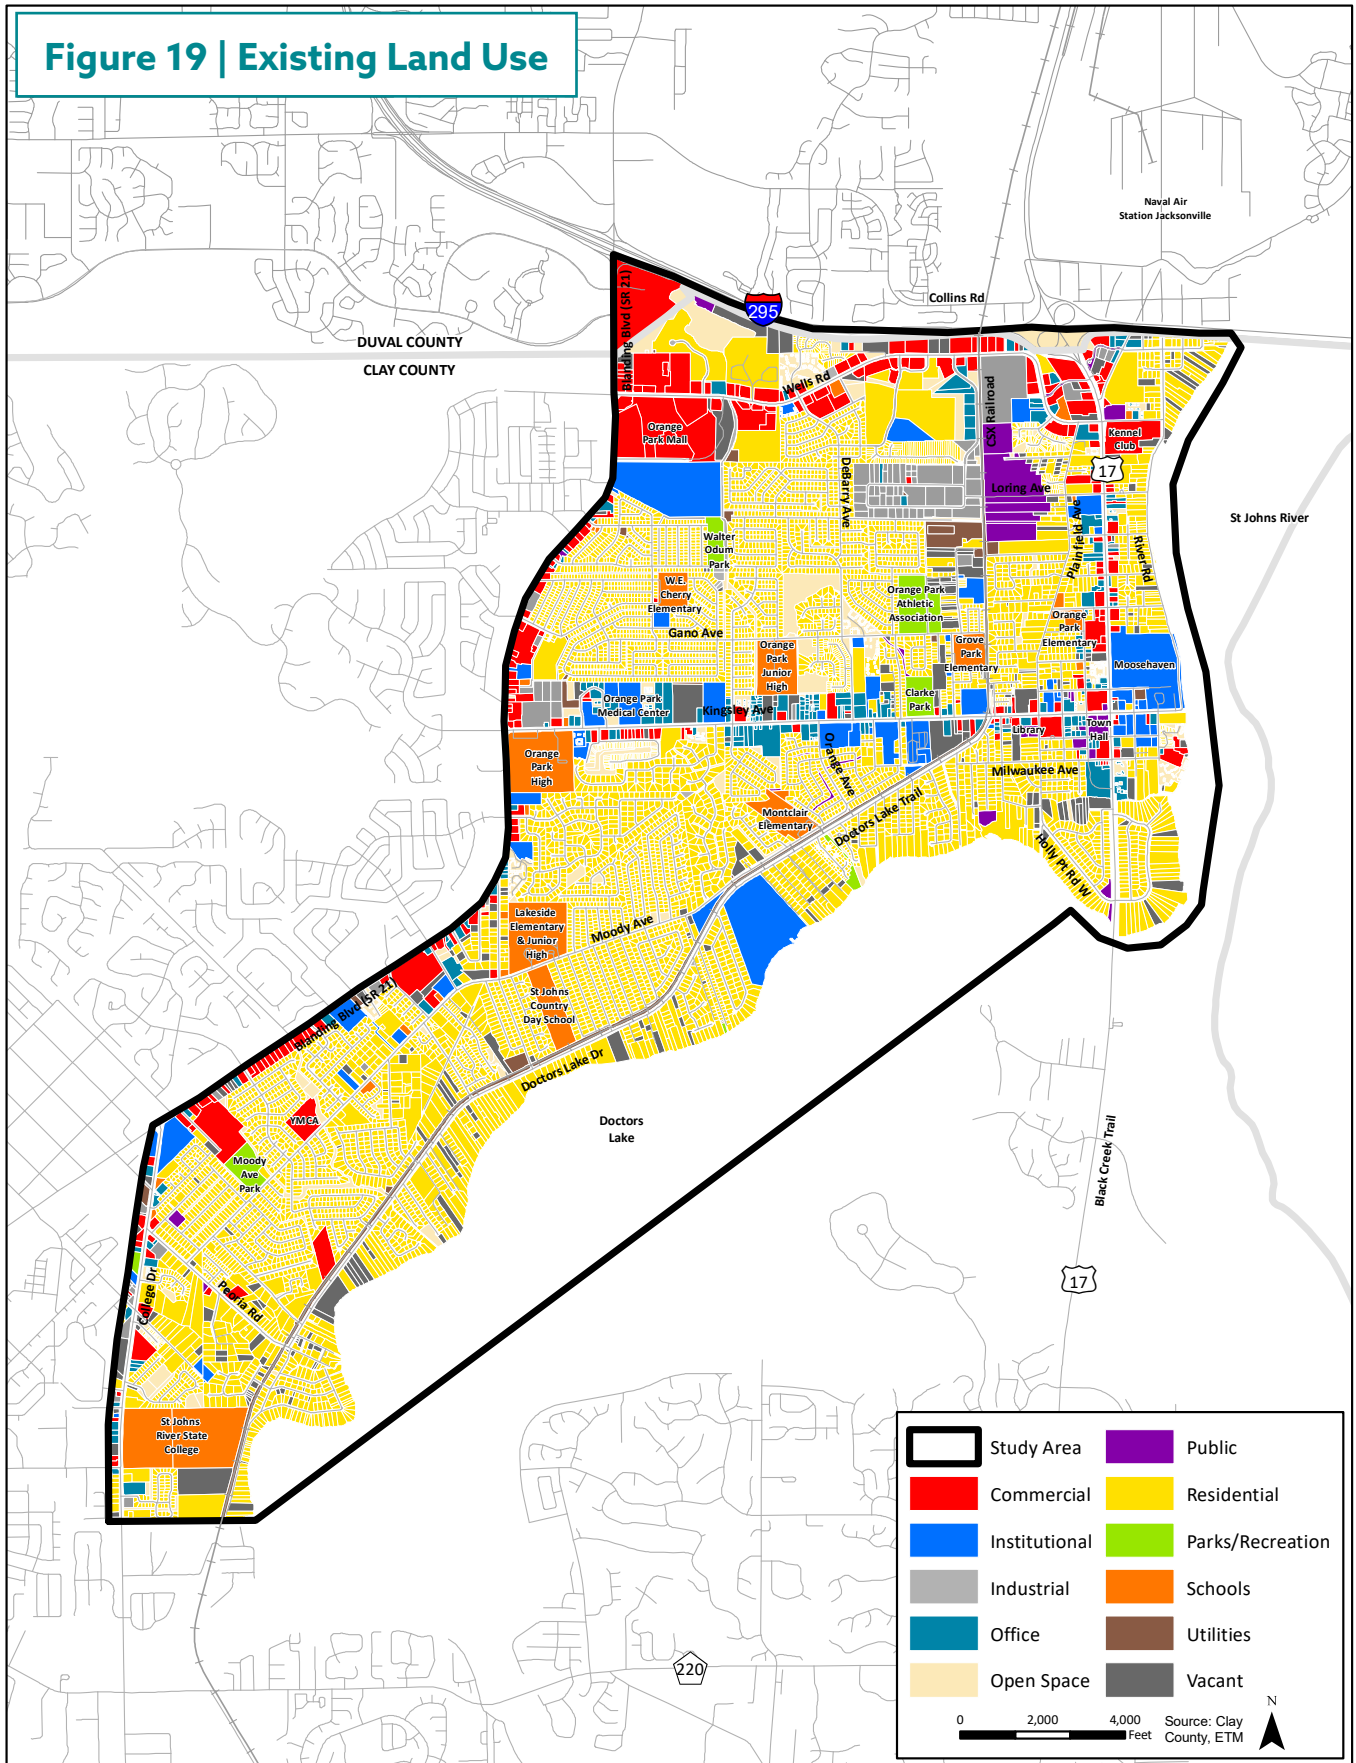 Figure 19 | Existing Land Use
Naval Air
Station Jacksonville
Collins Rd
295
DUVAL COUNTY
CLAY COUNTY
Blanding Blvd (SR 21)
Wells Rd
CSX Railroad
Orange
Park Mall
Kennel
Club
17
DeBarry Ave
Loring Ave
Plainfield Ave
River Rd
St Johns River
Walter
Odum
Park
W.E.
Cherry
Elementary
Orange Park
Athletic
Association
Orange
Park
Elementary
Gano Ave
Orange
Park
Junior
High
Grove
Park
Elementary
Moosehaven
Clarke
Park
Orange Park
Medical Center
Kingsley Ave
Library
Town
Hall
Orange
Park
High
Orange Ave
Milwaukee Ave
Montclair
Elementary
Doctors Lake Trail
Holly Pt Rd W
Lakeside
Elementary
& Junior
High
Moody Ave
St Johns
Country
Day School
Blanding Blvd (SR 21)
Doctors Lake Dr
Doctors
Lake
YMCA
Moody
Ave
Park
Black Creek Trail
17
College Dr
Peoria Rd
St Johns
River State
College
220
Study Area
Public
Commercial
Residential
Institutional
Parks/Recreation
Industrial
Schools
Office
Utilities
Open Space
Vacant
0 2,000 4,000
Feet
Source: Clay
County, ETM
N